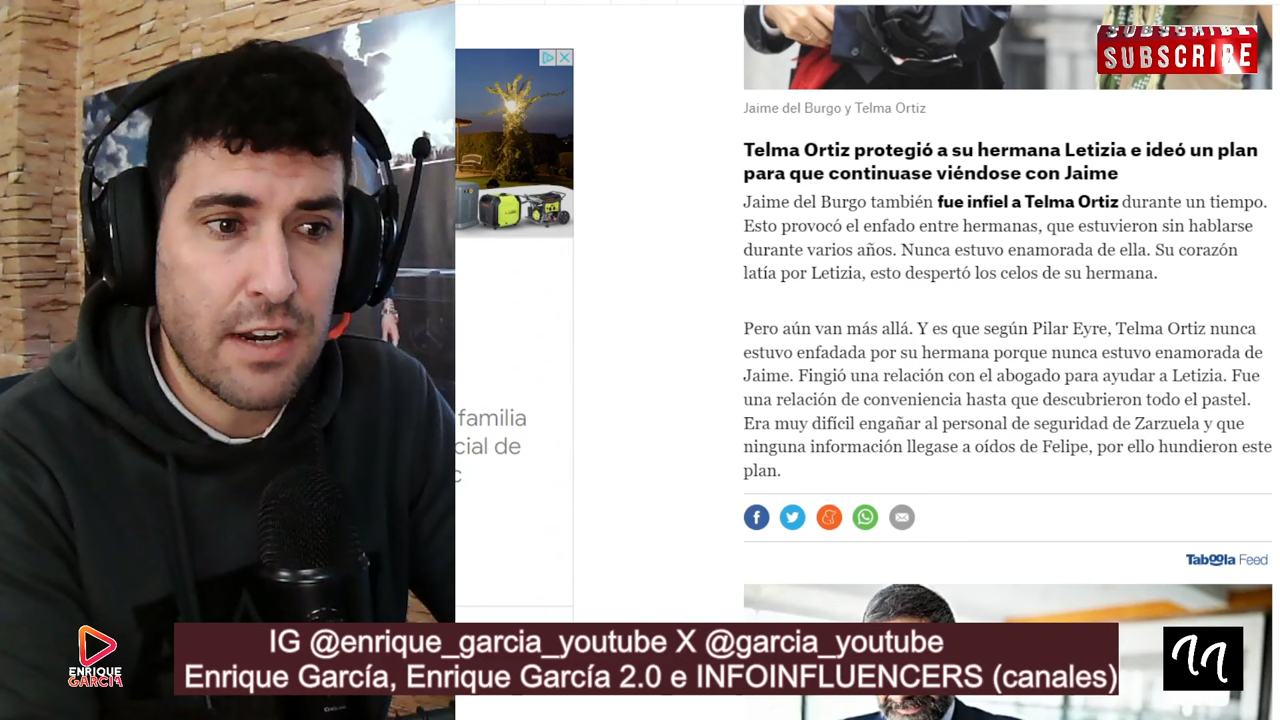 SUBSCRIBE
SUBSCRIBE
Jaime del Burgo y Telma Ortiz
Telma Ortiz protegió a su hermana Letizia e ideó un plan
para que continuase viéndose con Jaime
Jaime del Burgo también fue infiel a Telma Ortiz durante un tiempo.
Esto provocó el enfado entre hermanas, que estuvieron sin hablarse
durante varios años. Nunca estuvo enamorada de ella. Su corazón
latía por Letizia, esto despertó los celos de su hermana.
Pero aún van más allá. Y es que según Pilar Eyre, Telma Ortiz nunca
estuvo enfadada por su hermana porque nunca estuvo enamorada de
Jaime. Fingió una relación con el abogado para ayudar a Letizia. Fue
una relación de conveniencia hasta que descubrieron todo el pastel.
Era muy difícil engañar al personal de seguridad de Zarzuela y que
ninguna información llegase a oídos de Felipe, por ello hundieron este
plan.
familia
cial de
c
Taboola Feed
ENRIQUE
GARCÍA
IG @enrique_garcia_youtube X @garcia_youtube
Enrique García, Enrique García 2.0 e INFOINFLUENCERS (canales)